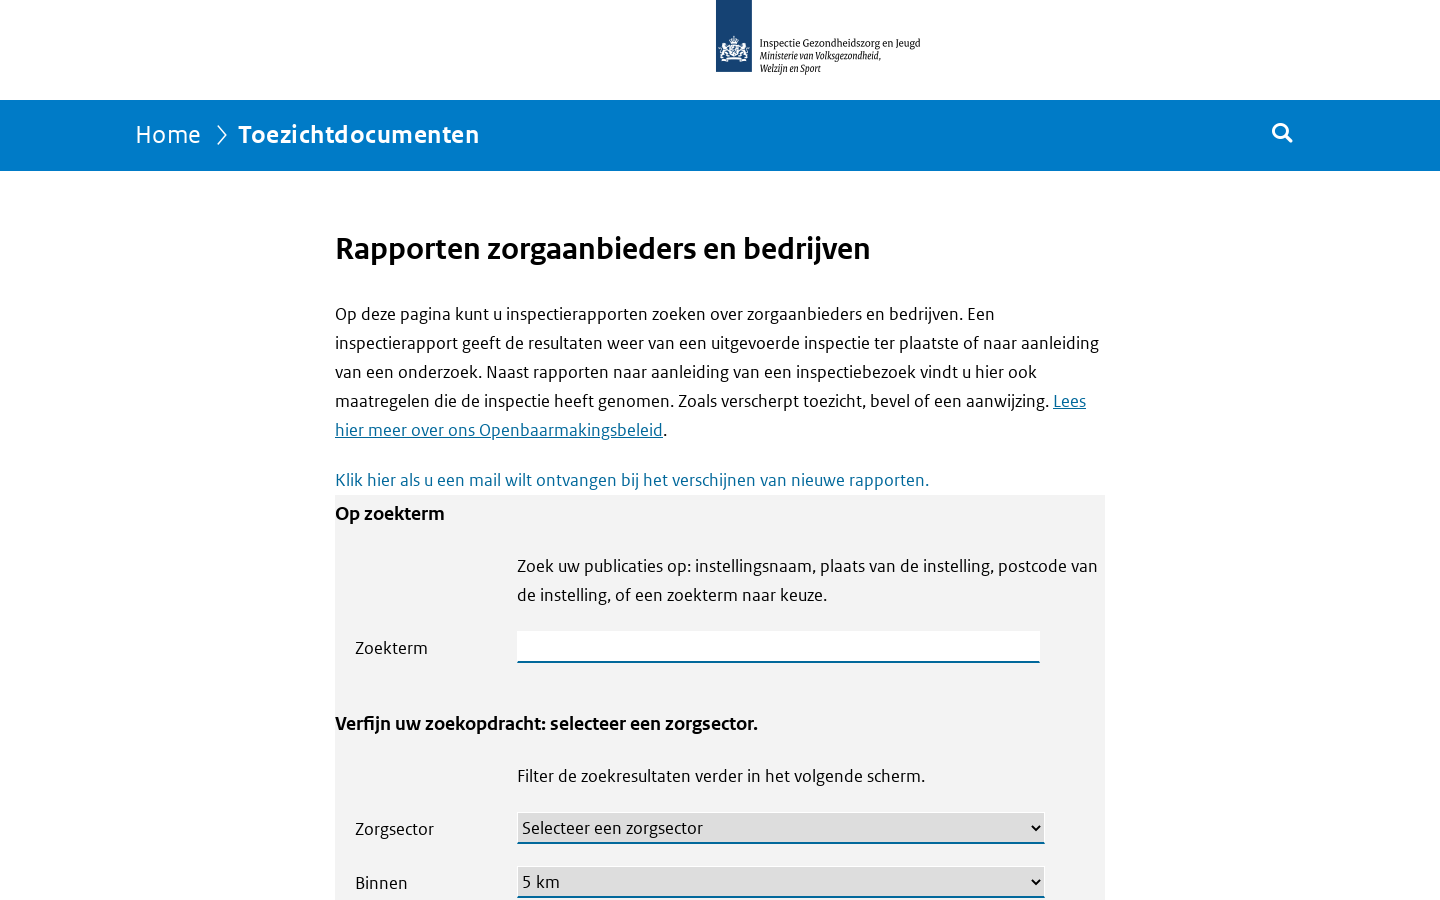 Inspectie Gezondheidszorg en Jeugd
Ministerie van Volksgezondheid,
Welzijn en Sport
Home
Toezichtdocumenten
Rapporten zorgaanbieders en bedrijven
Op deze pagina kunt u inspectierapporten zoeken over zorgaanbieders en bedrijven. Een
inspectierapport geeft de resultaten weer van een uitgevoerde inspectie ter plaatste of naar aanleiding
van een onderzoek. Naast rapporten naar aanleiding van een inspectiebezoek vindt u hier ook
maatregelen die de inspectie heeft genomen. Zoals verscherpt toezicht, bevel of een aanwijzing. Lees
hier meer over ons Openbaarmakingsbeleid.
Klik hier als u een mail wilt ontvangen bij het verschijnen van nieuwe rapporten.
Op zoekterm
Zoek uw publicaties op: instellingsnaam, plaats van de instelling, postcode van
de instelling, of een zoekterm naar keuze.
Zoekterm
Verfijn uw zoekopdracht: selecteer een zorgsector.
Filter de zoekresultaten verder in het volgende scherm.
Zorgsector
Selecteer een zorgsector
Binnen
5 km